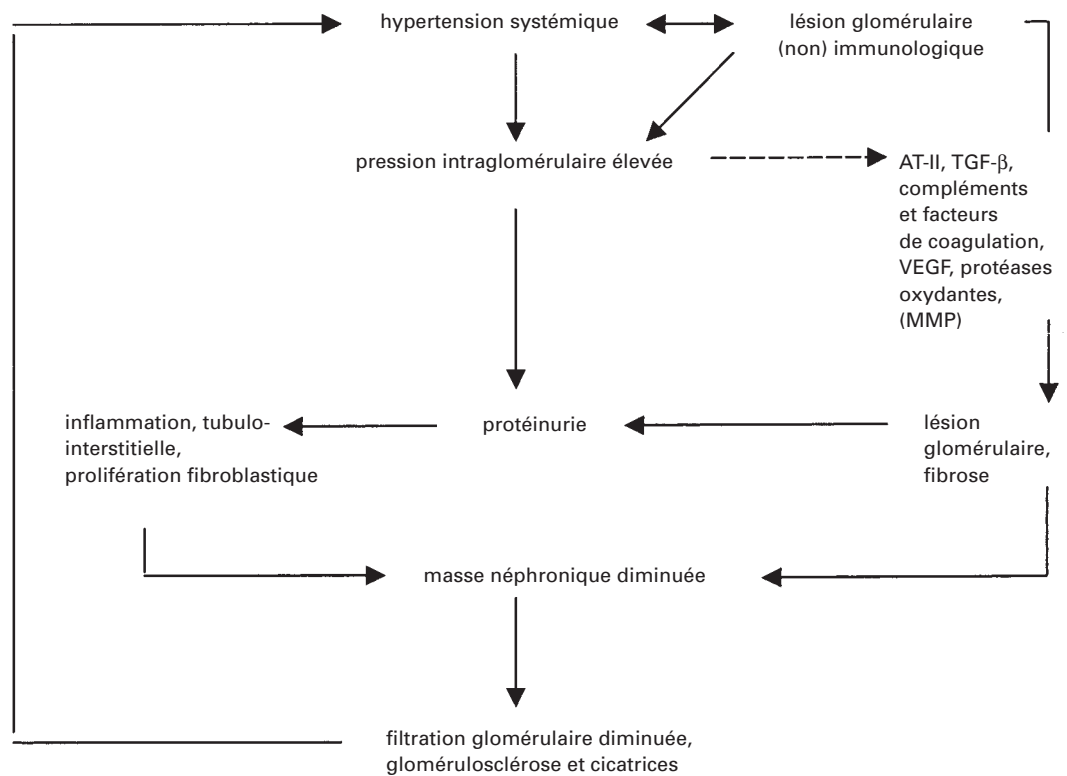 hypertension systémique
lésion glomérulaire
(non) immunologique
pression intraglomérulaire élevée
AT-II, TGF-β,
compléments
et facteurs
de coagulation,
VEGF, protéases
oxydantes,
(MMP)
inflammation, tubulo-
interstitielle,
prolifération fibroblastique
protéinurie
lésion
glomérulaire,
fibrose
masse néphronique diminuée
filtration glomérulaire diminuée,
glomérulosclérose et cicatrices